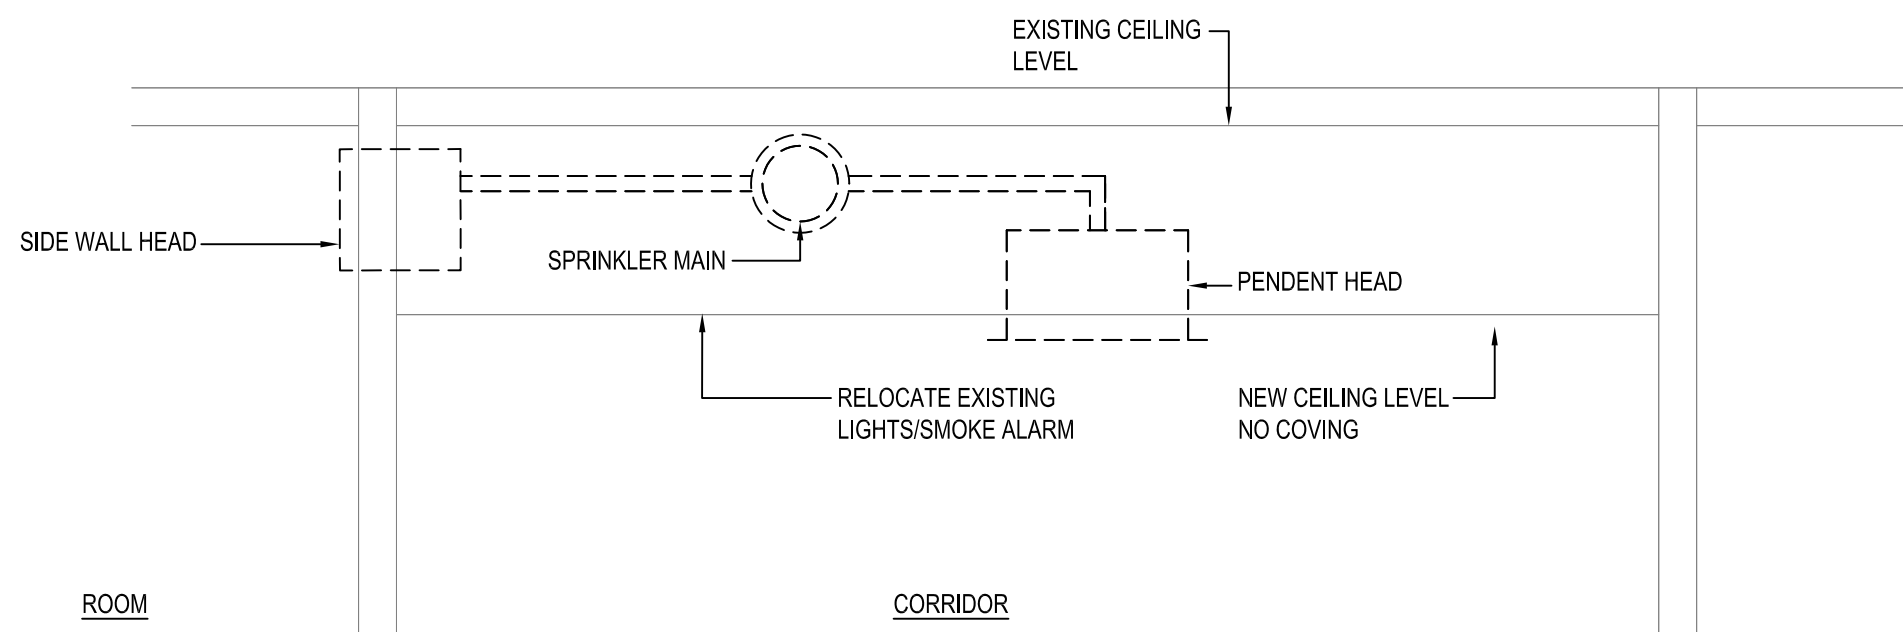 EXISTING CEILING
LEVEL
SIDE WALL HEAD
SPRINKLER MAIN
PENDENT HEAD
RELOCATE EXISTING
LIGHTS/SMOKE ALARM
NEW CEILING LEVEL
NO COVING
ROOM
CORRIDOR